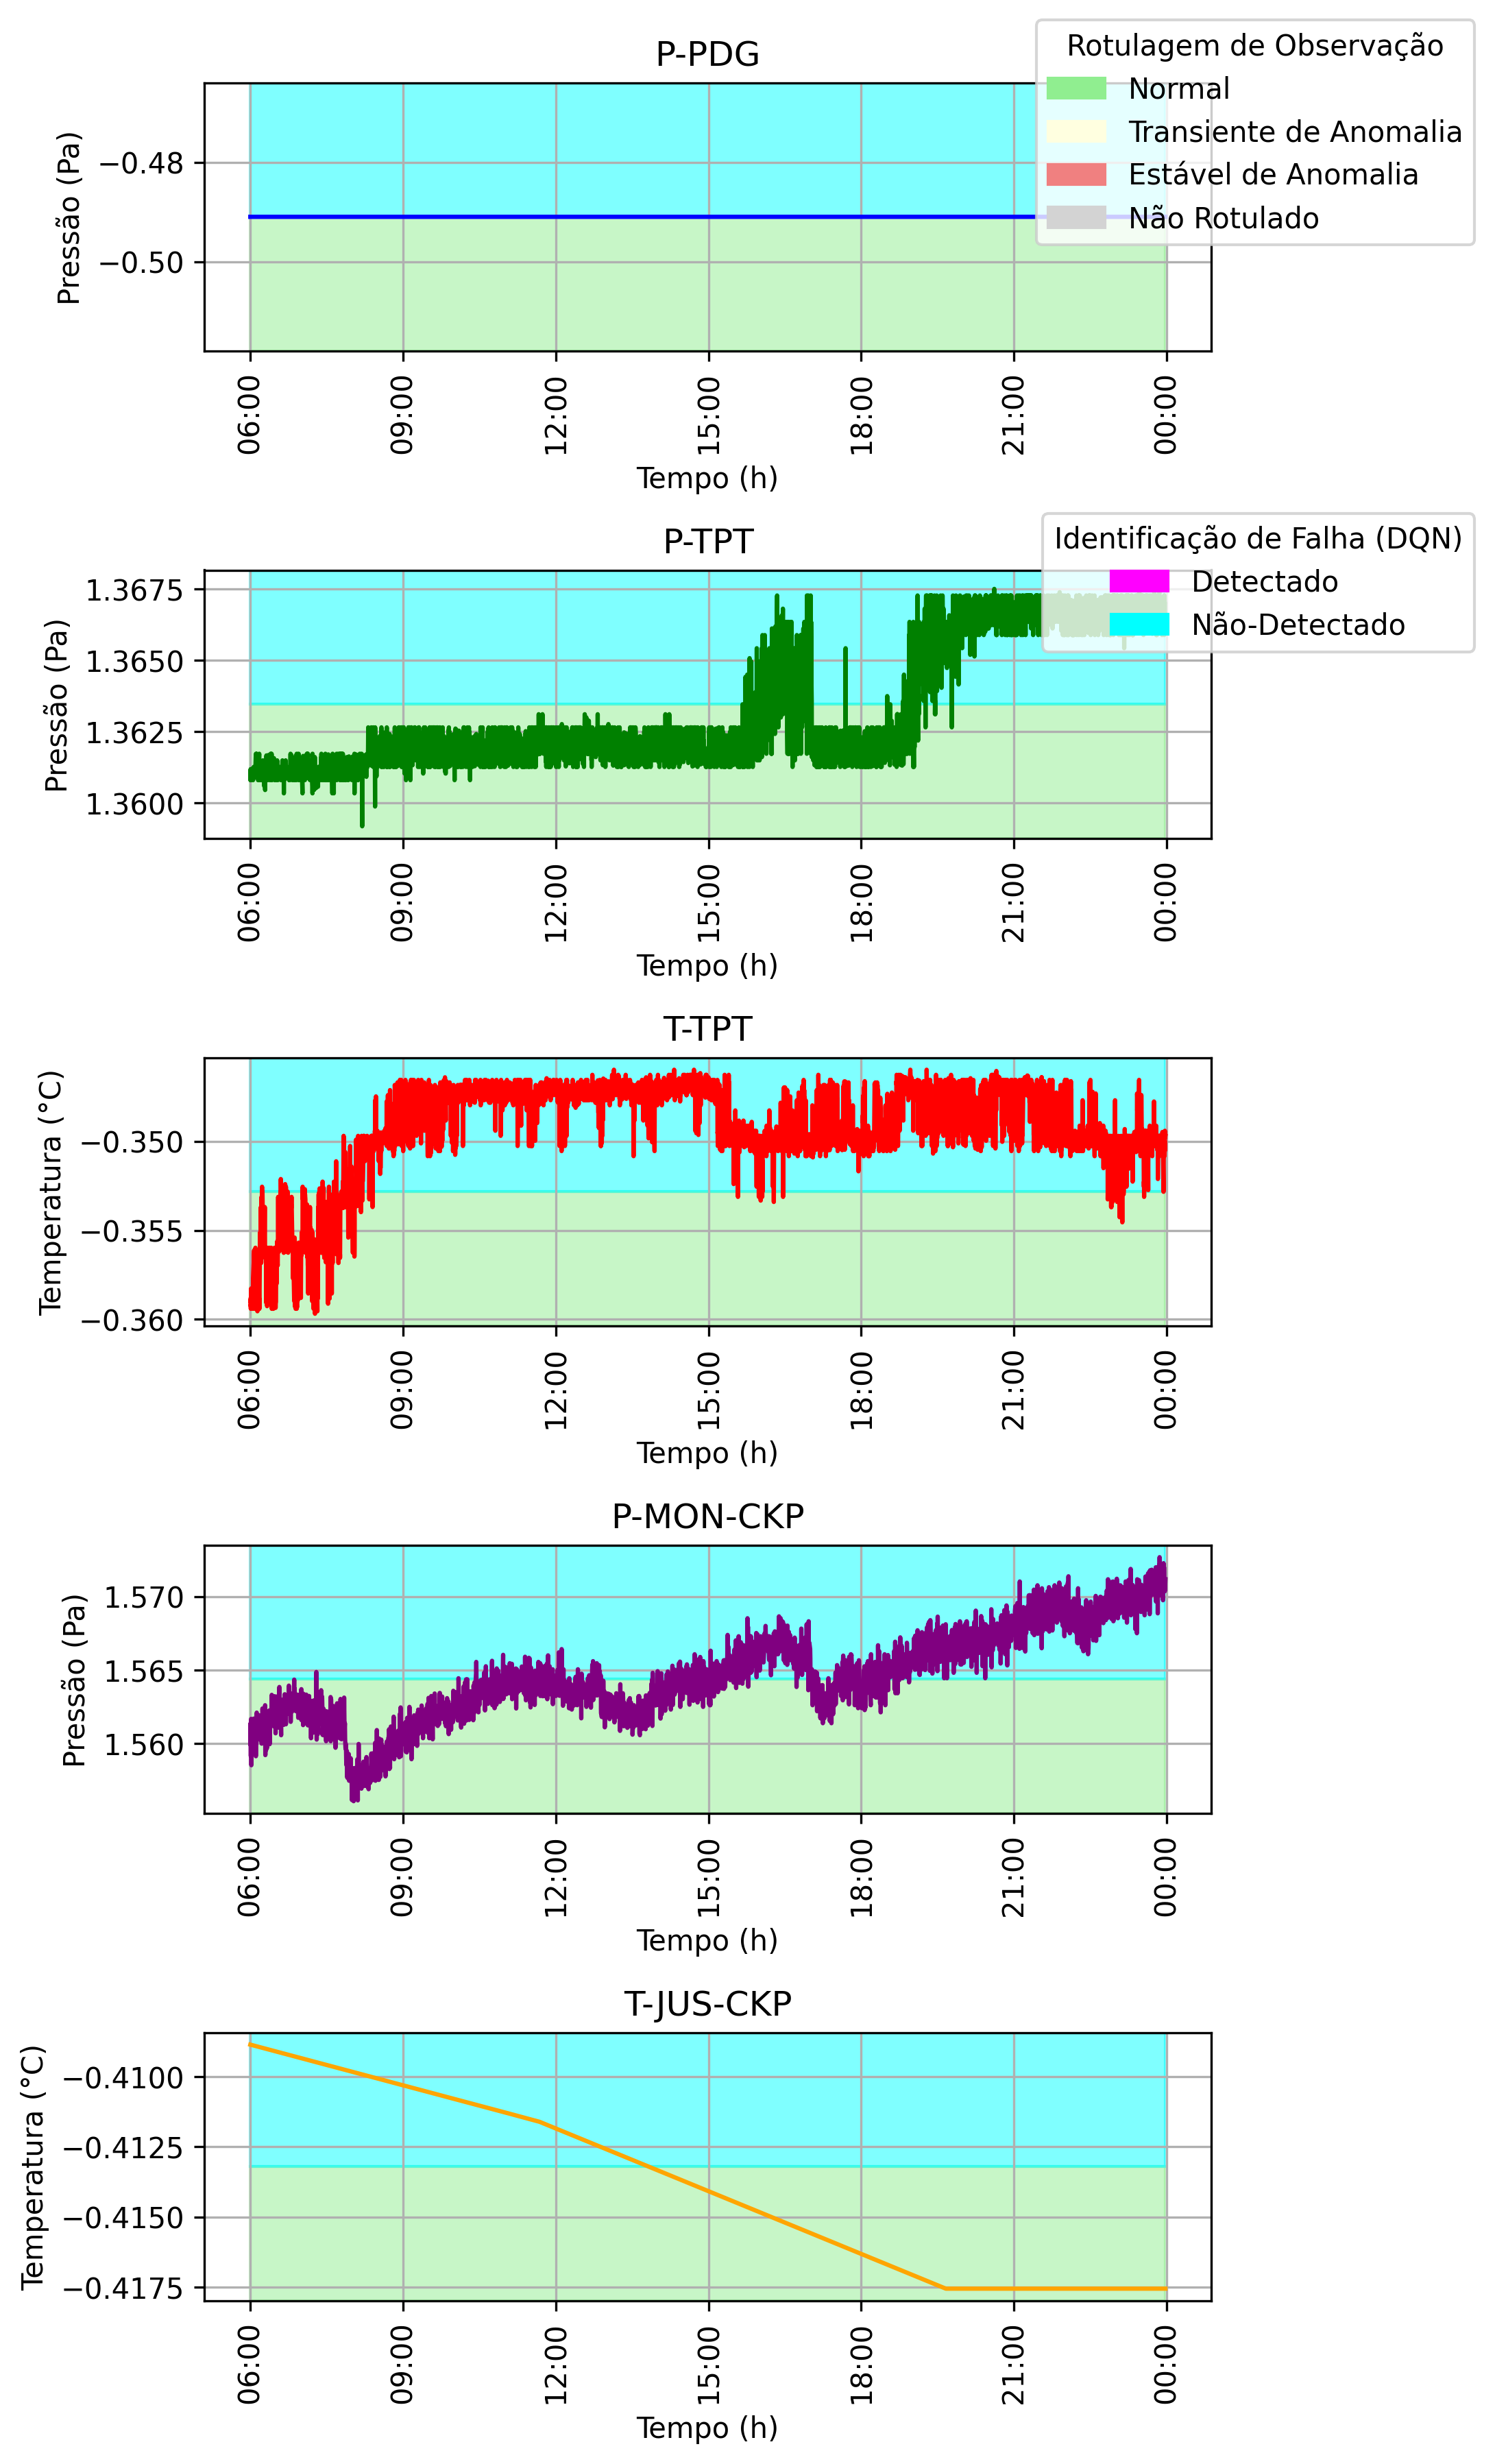 P-PDG
Rotulagem de Observação
Normal
Transiente de Anomalia
Estável de Anomalia
Não Rotulado
Pressão (Pa)
−0.48
−0.50
06:00 09:00 12:00 15:00 18:00 21:00 00:00
Tempo (h)
P-TPT
Identificação de Falha (DQN)
Detectado
Não-Detectado
Pressão (Pa)
1.3675
1.3650
1.3625
1.3600
06:00 09:00 12:00 15:00 18:00 21:00 00:00
Tempo (h)
T-TPT
Temperatura (°C)
−0.350
−0.355
−0.360
06:00 09:00 12:00 15:00 18:00 21:00 00:00
Tempo (h)
P-MON-CKP
Pressão (Pa)
1.570
1.565
1.560
06:00 09:00 12:00 15:00 18:00 21:00 00:00
Tempo (h)
T-JUS-CKP
Temperatura (°C)
−0.4100
−0.4125
−0.4150
−0.4175
06:00 09:00 12:00 15:00 18:00 21:00 00:00
Tempo (h)